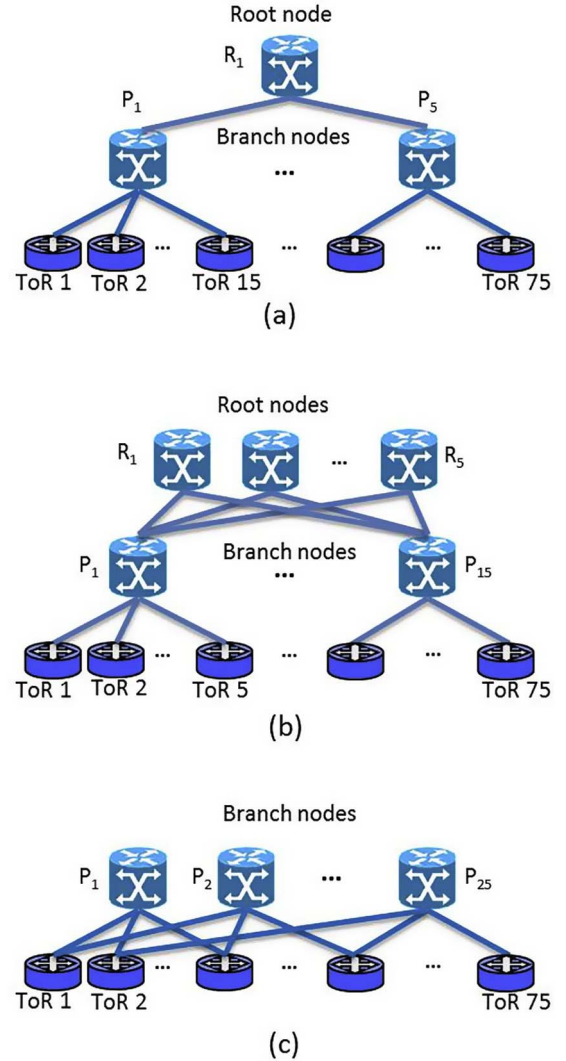 Root node
R1
P1 P5
Branch nodes
...
... ... ...
ToR 1 ToR 2 ToR 15 ToR 75
(a)
Root nodes
R1 ... R5
P1 Branch nodes P15
...
... ... ...
ToR 1 ToR 2 ToR 5 ToR 75
(b)
Branch nodes
P1 P2 ... P25
... ... ...
ToR 1 ToR 2 ToR 75
(c)